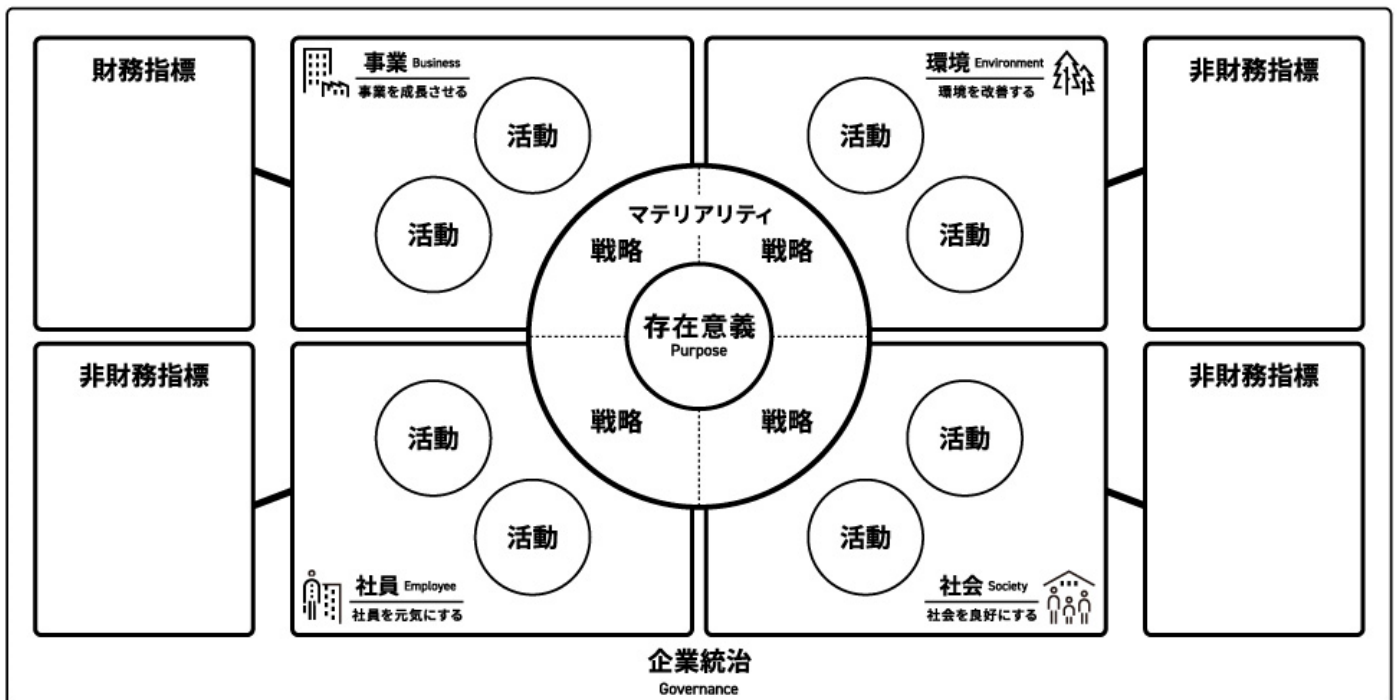 財務指標
事業 Business
事業を成長させる
活動
活動
環境 Environment
環境を改善する
活動
活動
非財務指標
マテリアリティ
戦略
戦略
存在意義
Purpose
戦略
戦略
非財務指標
活動
活動
社員 Employee
社員を元気にする
活動
活動
社会 Society
社会を良好にする
非財務指標
企業統治
Governance